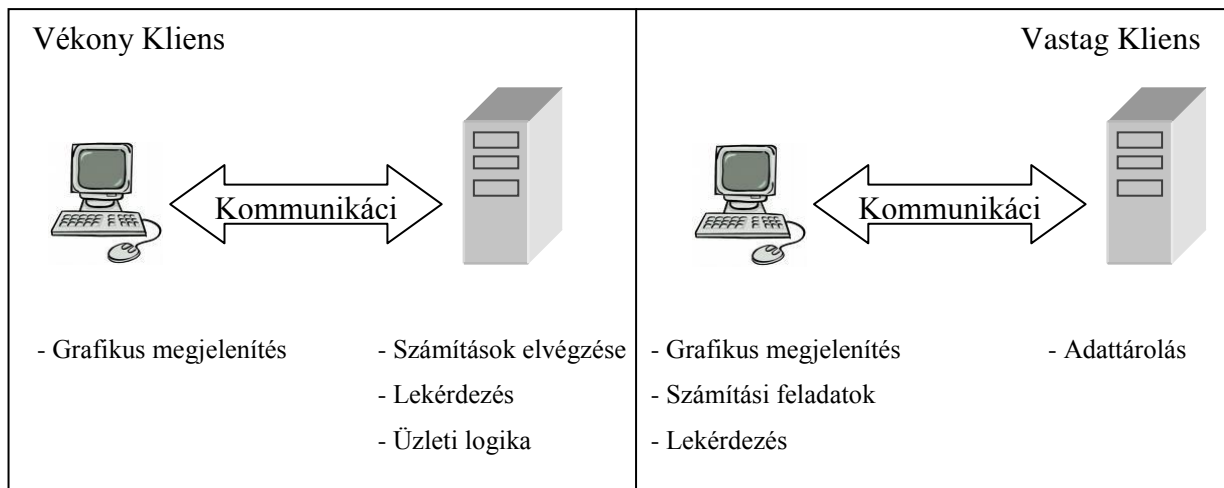 Vékony Kliens
Kommunikáci
- Grafikus megjelenítés
- Számítások elvégzése
- Lekérdezés
- Üzleti logika
Vastag Kliens
Kommunikáci
- Grafikus megjelenítés
- Számítási feladatok
- Lekérdezés
- Adattárolás